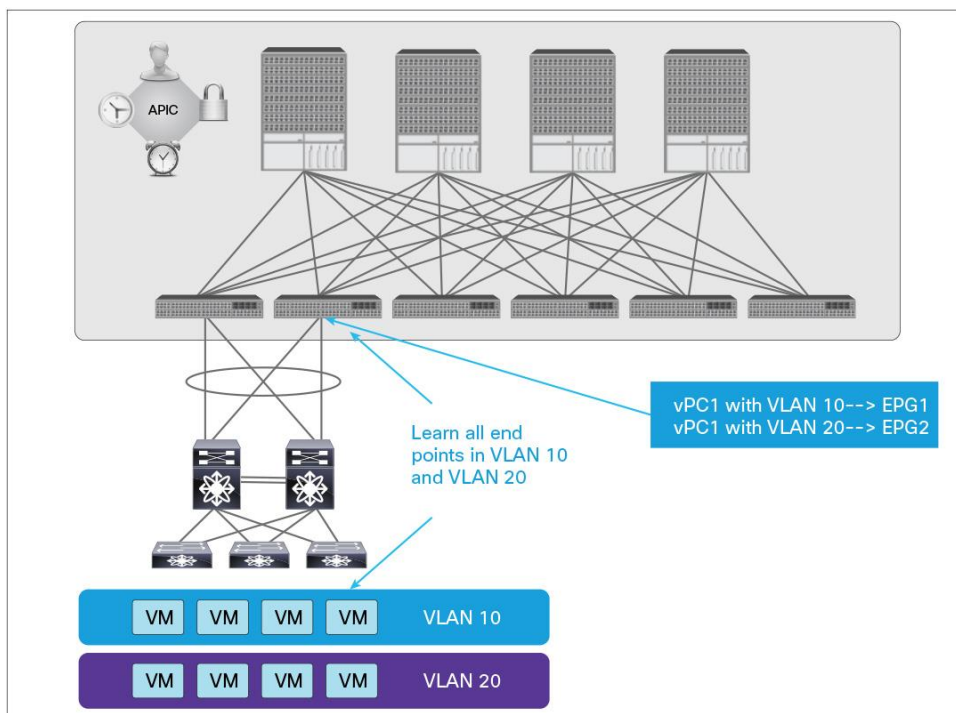 APIC
vPC1 with VLAN 10--> EPG1
vPC1 with VLAN 20--> EPG2
Learn all end
points in VLAN 10
and VLAN 20
VM VM VM VM VLAN 10
VM VM VM VM VLAN 20